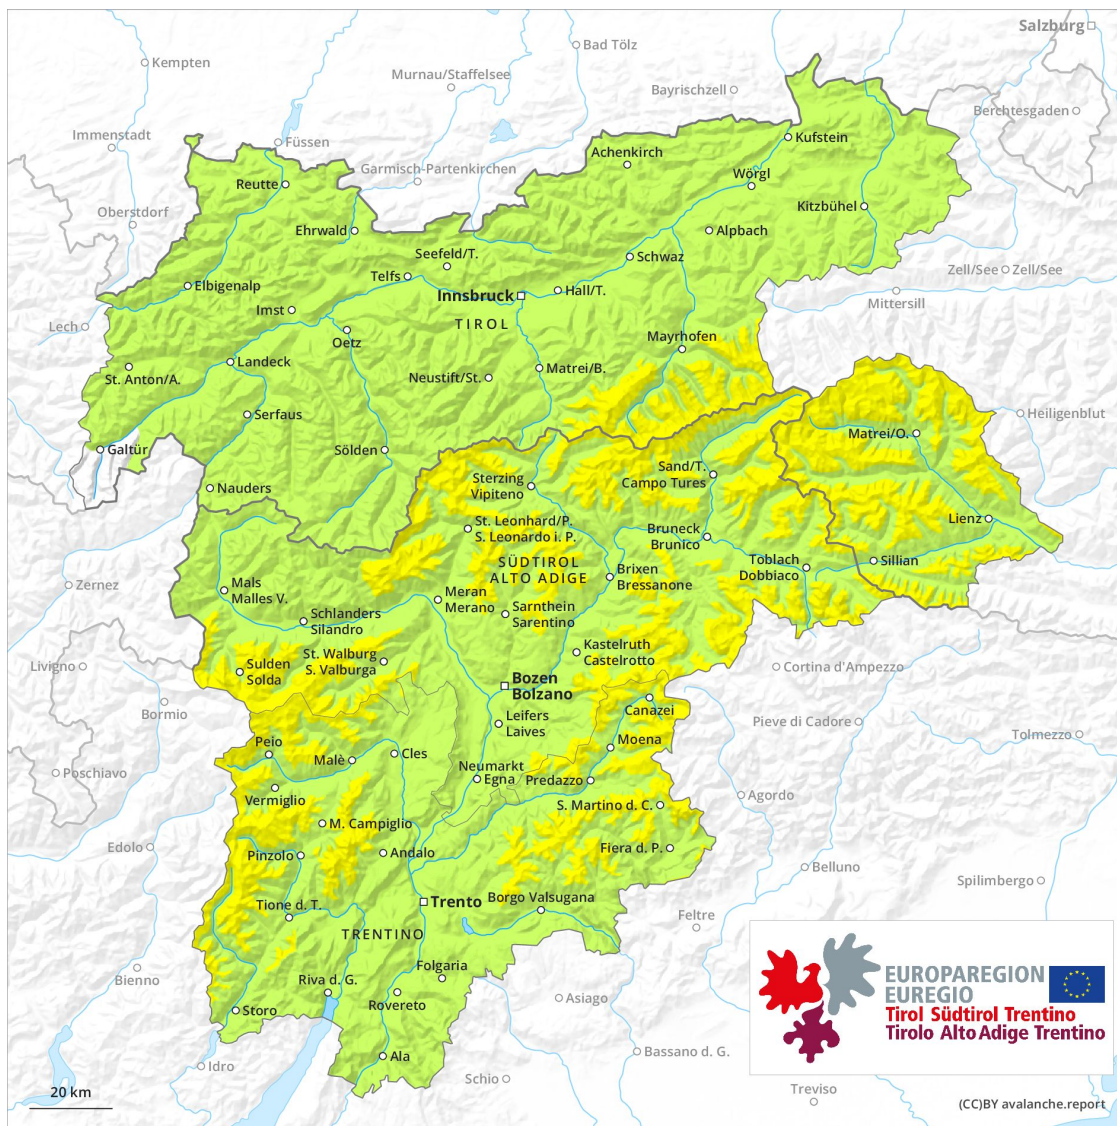 Salzburg
Bad Tölz
Kempten
Murnau/Staffelsee
Bayrischzell
Berchtesgaden
Immenstadt
Füssen
Kufstein
Achenkirch
Garmisch-Partenkirchen
Wörgl
Reutte
Kitzbühel
Oberstdorf
Ehrwald
Alpbach
Seefeld/T.
Schwaz
Telfs
Zell/See
Zell/See
Elbigenalp
Innsbruck
Hall/T.
Mittersill
Imst
TIROL
Lech
Oetz
Mayrhofen
Landeck
Matrei/B.
St. Anton/A.
Neustift/St.
Serfaus
Heiligenblut
Matrei/O.
Galtür
Sölden
Sand/T.
Campo Tures
Sterzing
Vipiteno
Nauders
Lienz
St. Leonhard/P.
S. Leonardo i. P.
Bruneck
Brunico
SÜDTIROL
ALTO ADIGE
Toblach
Dobbiaco
Sillian
Brixen
Bressanone
Zernez
Mals
Malles V.
Meran
Merano
Sarnthein
Sarentino
Schlanders
Silandro
Kastelruth
Castelrotto
St. Walburg
S. Valburga
Livigno
Sulden
Solda
Cortina d'Ampezzo
Bozen
Bolzano
Bormio
Canazei
Leifers
Laives
Pieve di Cadore
Tolmezzo
Moena
Peio
Cles
Malè
Neumarkt
Egna
Predazzo
Poschiavo
Vermiglio
Agordo
S. Martino d. C.
M. Campiglio
Edolo
Pinzolo
Andalo
Fiera d. P.
Belluno
Spilimbergo
Trento
Borgo Valsugana
Tione d. T.
Feltre
TRENTINO
Folgaria
Bienno
Riva d. G.
EUROPAREGION
EUREGIO
Tirol Südtirol Trentino
Tirolo Alto Adige Trentino
Rovereto
Asiago
Storo
Ala
Bassano d. G.
Idro
Schio
Treviso
20 km
(CC)BY avalanche.report